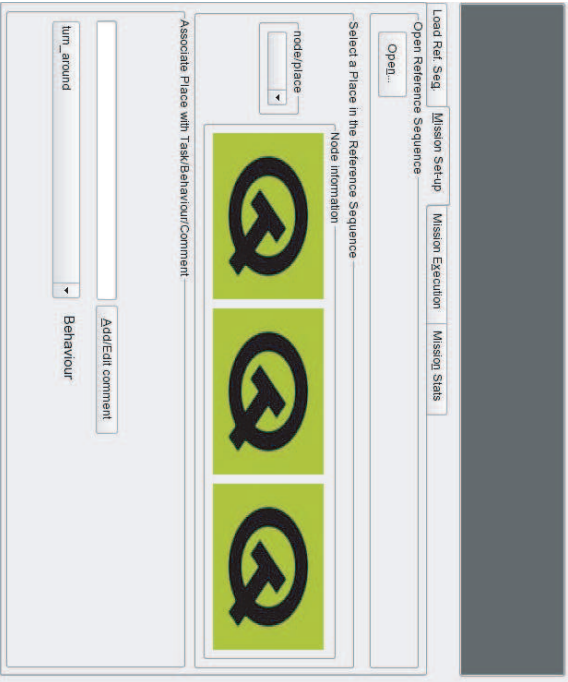 Load Ref. Seq.
Mission Set-up
Mission Execution
Mission Stats
Open Reference Sequence
Open...
Select a Place in the Reference Sequence
node/place
Node information
Associate Place with Task/Behaviour/Comment
Add/Edit comment
turn_around
Behaviour